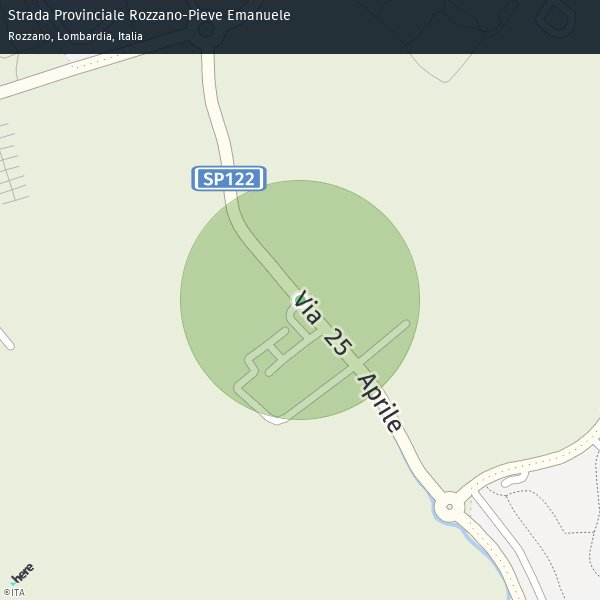 Strada Provinciale Rozzano-Pieve Emanuele
Rozzano, Lombardia, Italia
SP122
Via 25 Aprile
here
©ITA